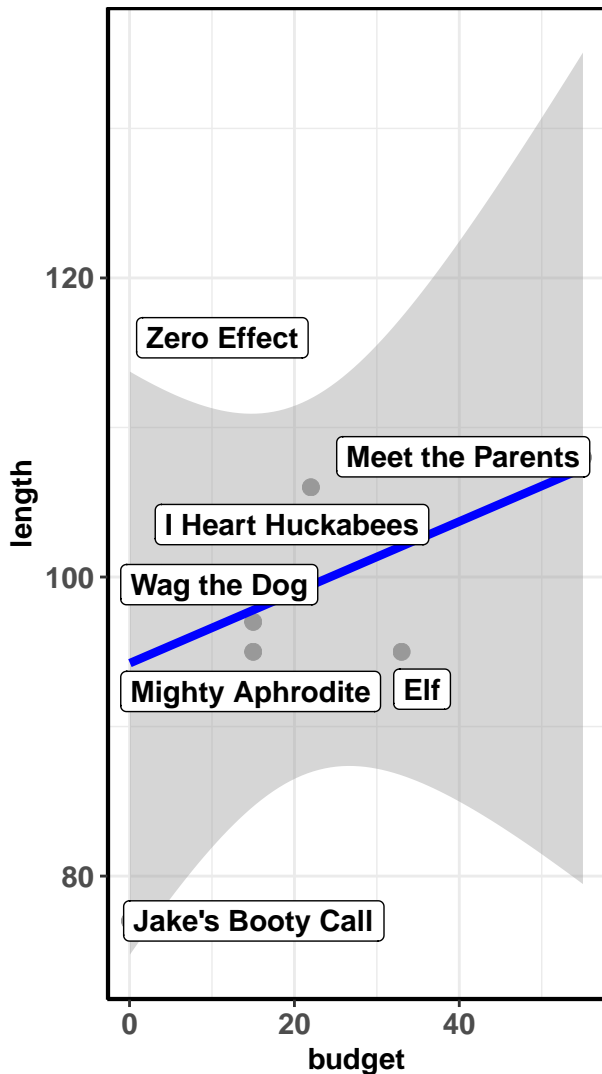 120
Zero Effect
Meet the Parents
I Heart Huckabees
length
100
Wag the Dog
Mighty Aphrodite
Elf
80
Jake's Booty Call
0
20
40
budget